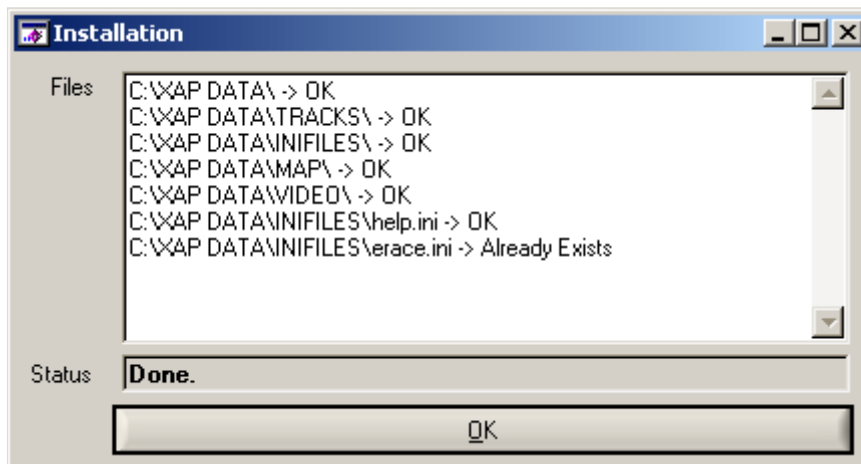 Installation
Files
C:\XAP DATA\ -> OK
C:\XAP DATA\TRACKS\ -> OK
C:\XAP DATA\INIFILES\ -> OK
C:\XAP DATA\MAP\ -> OK
C:\XAP DATA\VIDEO\ -> OK
C:\XAP DATA\INIFILES\help.ini -> OK
C:\XAP DATA\INIFILES\erace.ini -> Already Exists
Status
Done.
OK